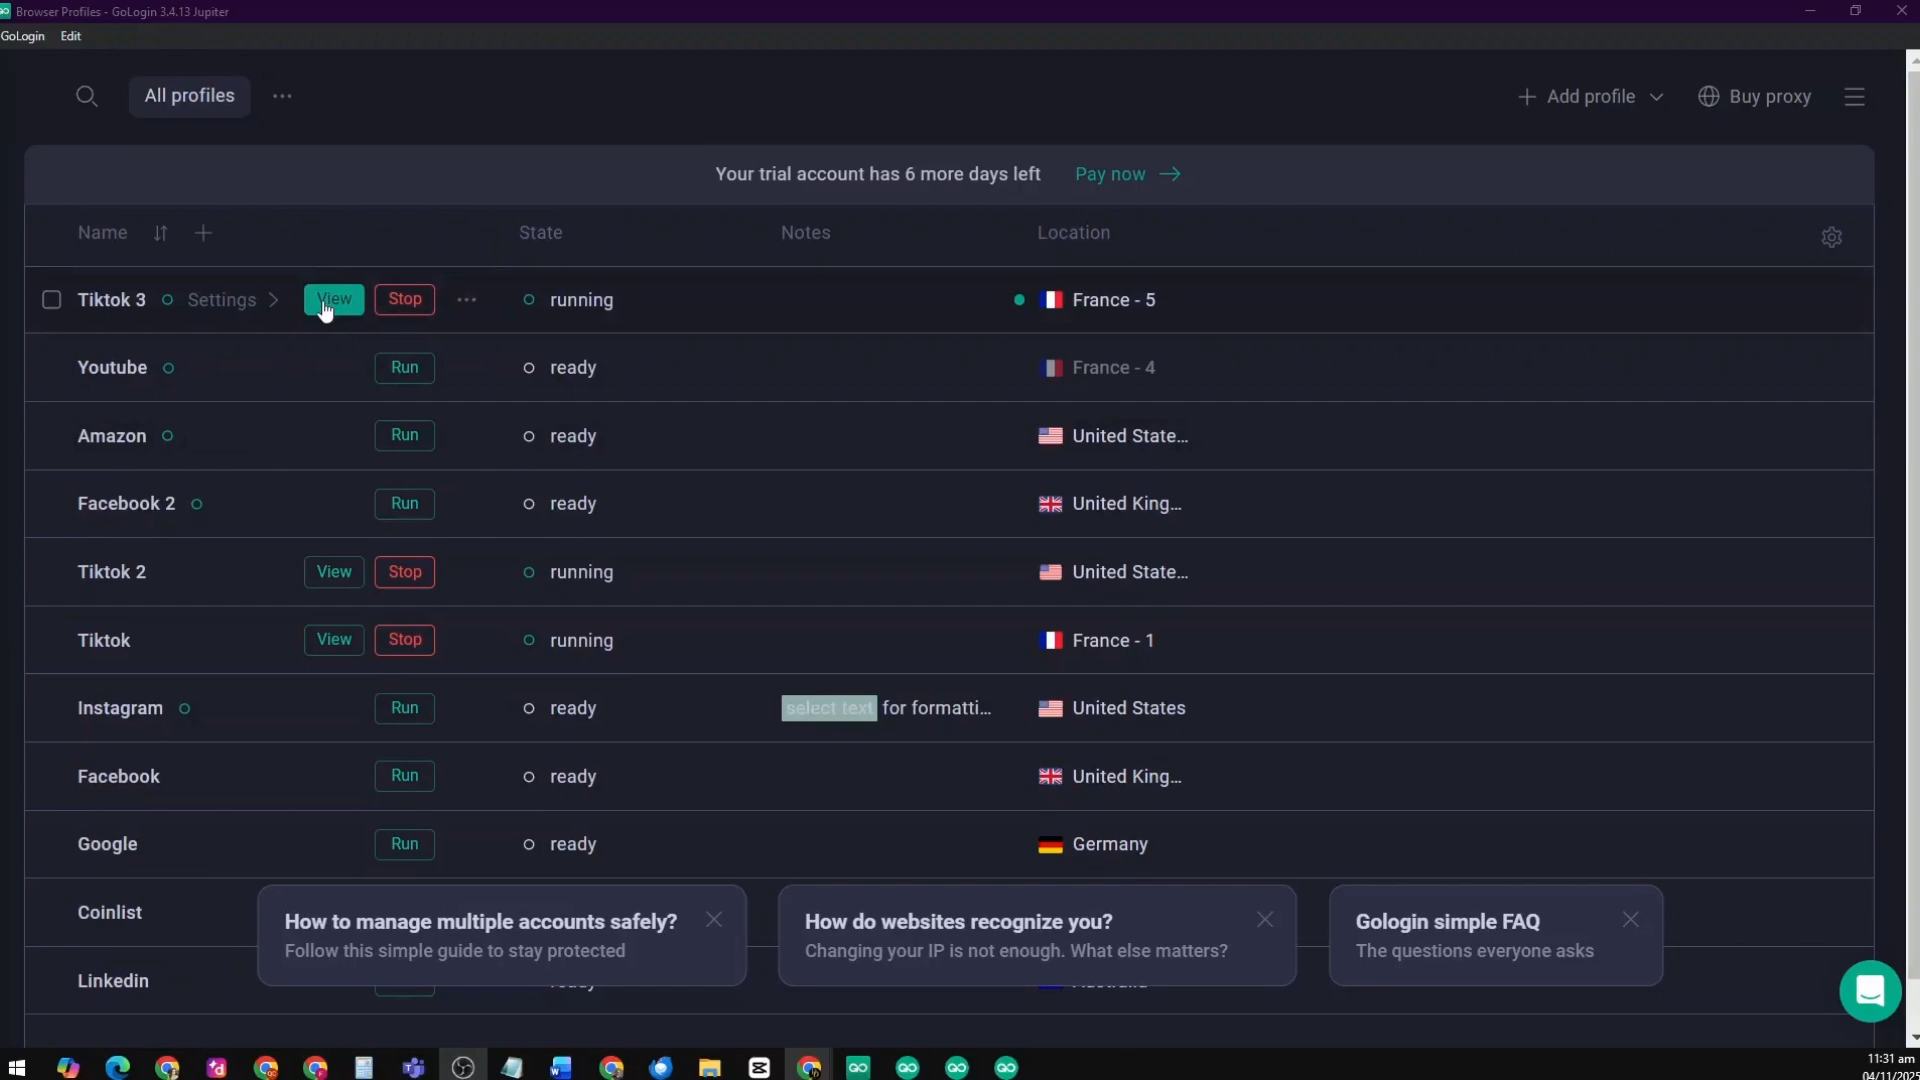 Browser Profiles - GoLogin 3.4.13 Jupiter
GoLogin Edit
All profiles
Add profile
Buy proxy
Your trial account has 6 more days left Pay now
Name State Notes Location
Tiktok 3 Settings View Stop running France - 5
Youtube Run ready France - 4
Amazon Run ready United State...
Facebook 2 Run ready United King...
Tiktok 2 View Stop running United State...
Tiktok View Stop running France - 1
Instagram Run ready select text for formatti... United States
Facebook Run ready United King...
Google Run ready Germany
Coinlist
How to manage multiple accounts safely?
Follow this simple guide to stay protected
How do websites recognize you?
Changing your IP is not enough. What else matters?
Gologin simple FAQ
The questions everyone asks
Linkedin
11:31 am
04/11/2025